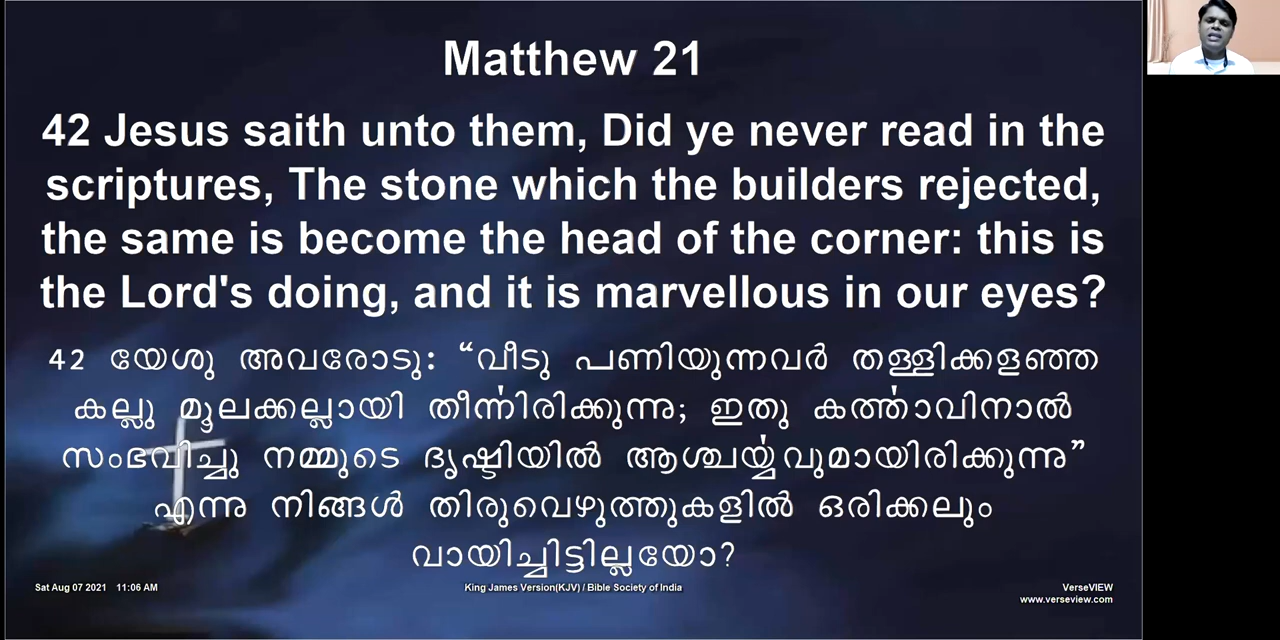 Matthew 21
42 Jesus saith unto them, Did ye never read in the
scriptures, The stone which the builders rejected,
the same is become the head of the corner: this is
the Lord's doing, and it is marvellous in our eyes?
42 യേശു അവരോടു: “വീടു പണിയുന്നവർ തള്ളിക്കളഞ്ഞ
കല്ലു മൂലക്കല്ലായി തീൎന്നിരിക്കുന്നു; ഇതു കൎത്താവിനാൽ
സംഭവിച്ചു നമ്മുടെ ദൃഷ്ടിയിൽ ആശ്ചൎയ്യവുമായിരിക്കുന്നു”
എന്നു നിങ്ങൾ തിരുവെഴുത്തുകളിൽ ഒരിക്കലും
വായിച്ചിട്ടില്ലയോ?
Sat Aug 07 2021 11:06 AM
King James Version(KJV) / Bible Society of India
VerseVIEW
www.verseview.com